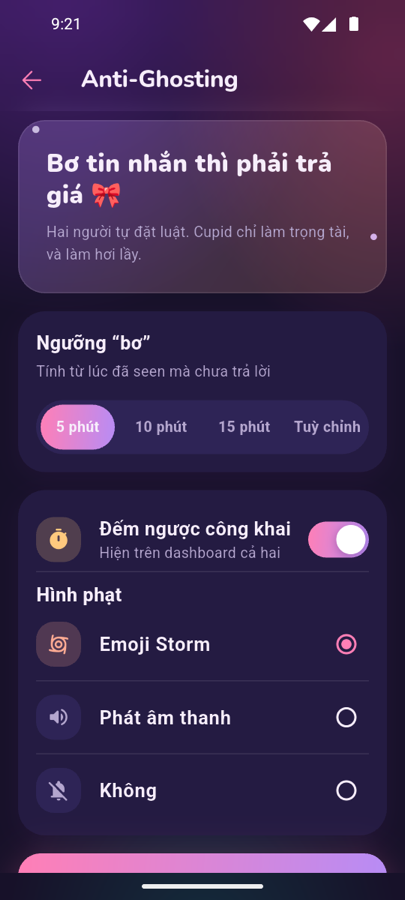 9:21
Anti-Ghosting
Bơ tin nhắn thì phải trả
giá 🎀
Hai người tự đặt luật. Cupid chỉ làm trọng tài,
và làm hơi lầy.
Ngưỡng “bơ”
Tính từ lúc đã seen mà chưa trả lời
5 phút 10 phút 15 phút Tuỳ chỉnh
Đếm ngược công khai
Hiện trên dashboard cả hai
Hình phạt
Emoji Storm
Phát âm thanh
Không